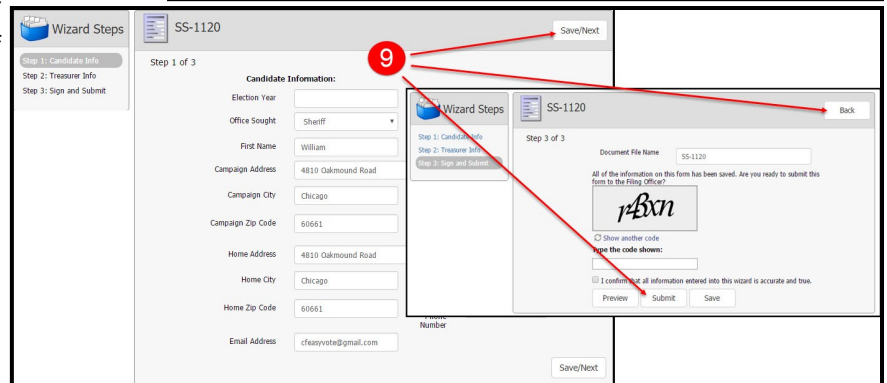 Wizard Steps
Step 1: Candidate Info
Step 2: Treasurer Info
Step 3: Sign and Submit
SS-1120
Save/Next
Step 1 of 3
9
Candidate Information:
Election Year
Office Sought Sheriff
First Name William
Campaign Address 4810 Oakmound Road
Campaign City Chicago
Campaign Zip Code 60661
Home Address 4810 Oakmound Road
Home City Chicago
Home Zip Code 60661
Number
Email Address cfeasyvote@gmail.com
Save/Next
Wizard Steps
Step 1: Candidate Info
Step 2: Treasurer Info
Step 3: Sign and Submit
SS-1120
Back
Step 3 of 3
Document File Name SS-1120
All of the information on this form has been saved. Are you ready to submit this
form to the Filing Officer?
Show another code
Type the code shown:
I confirm that all information entered into this wizard is accurate and true.
Preview Submit Save